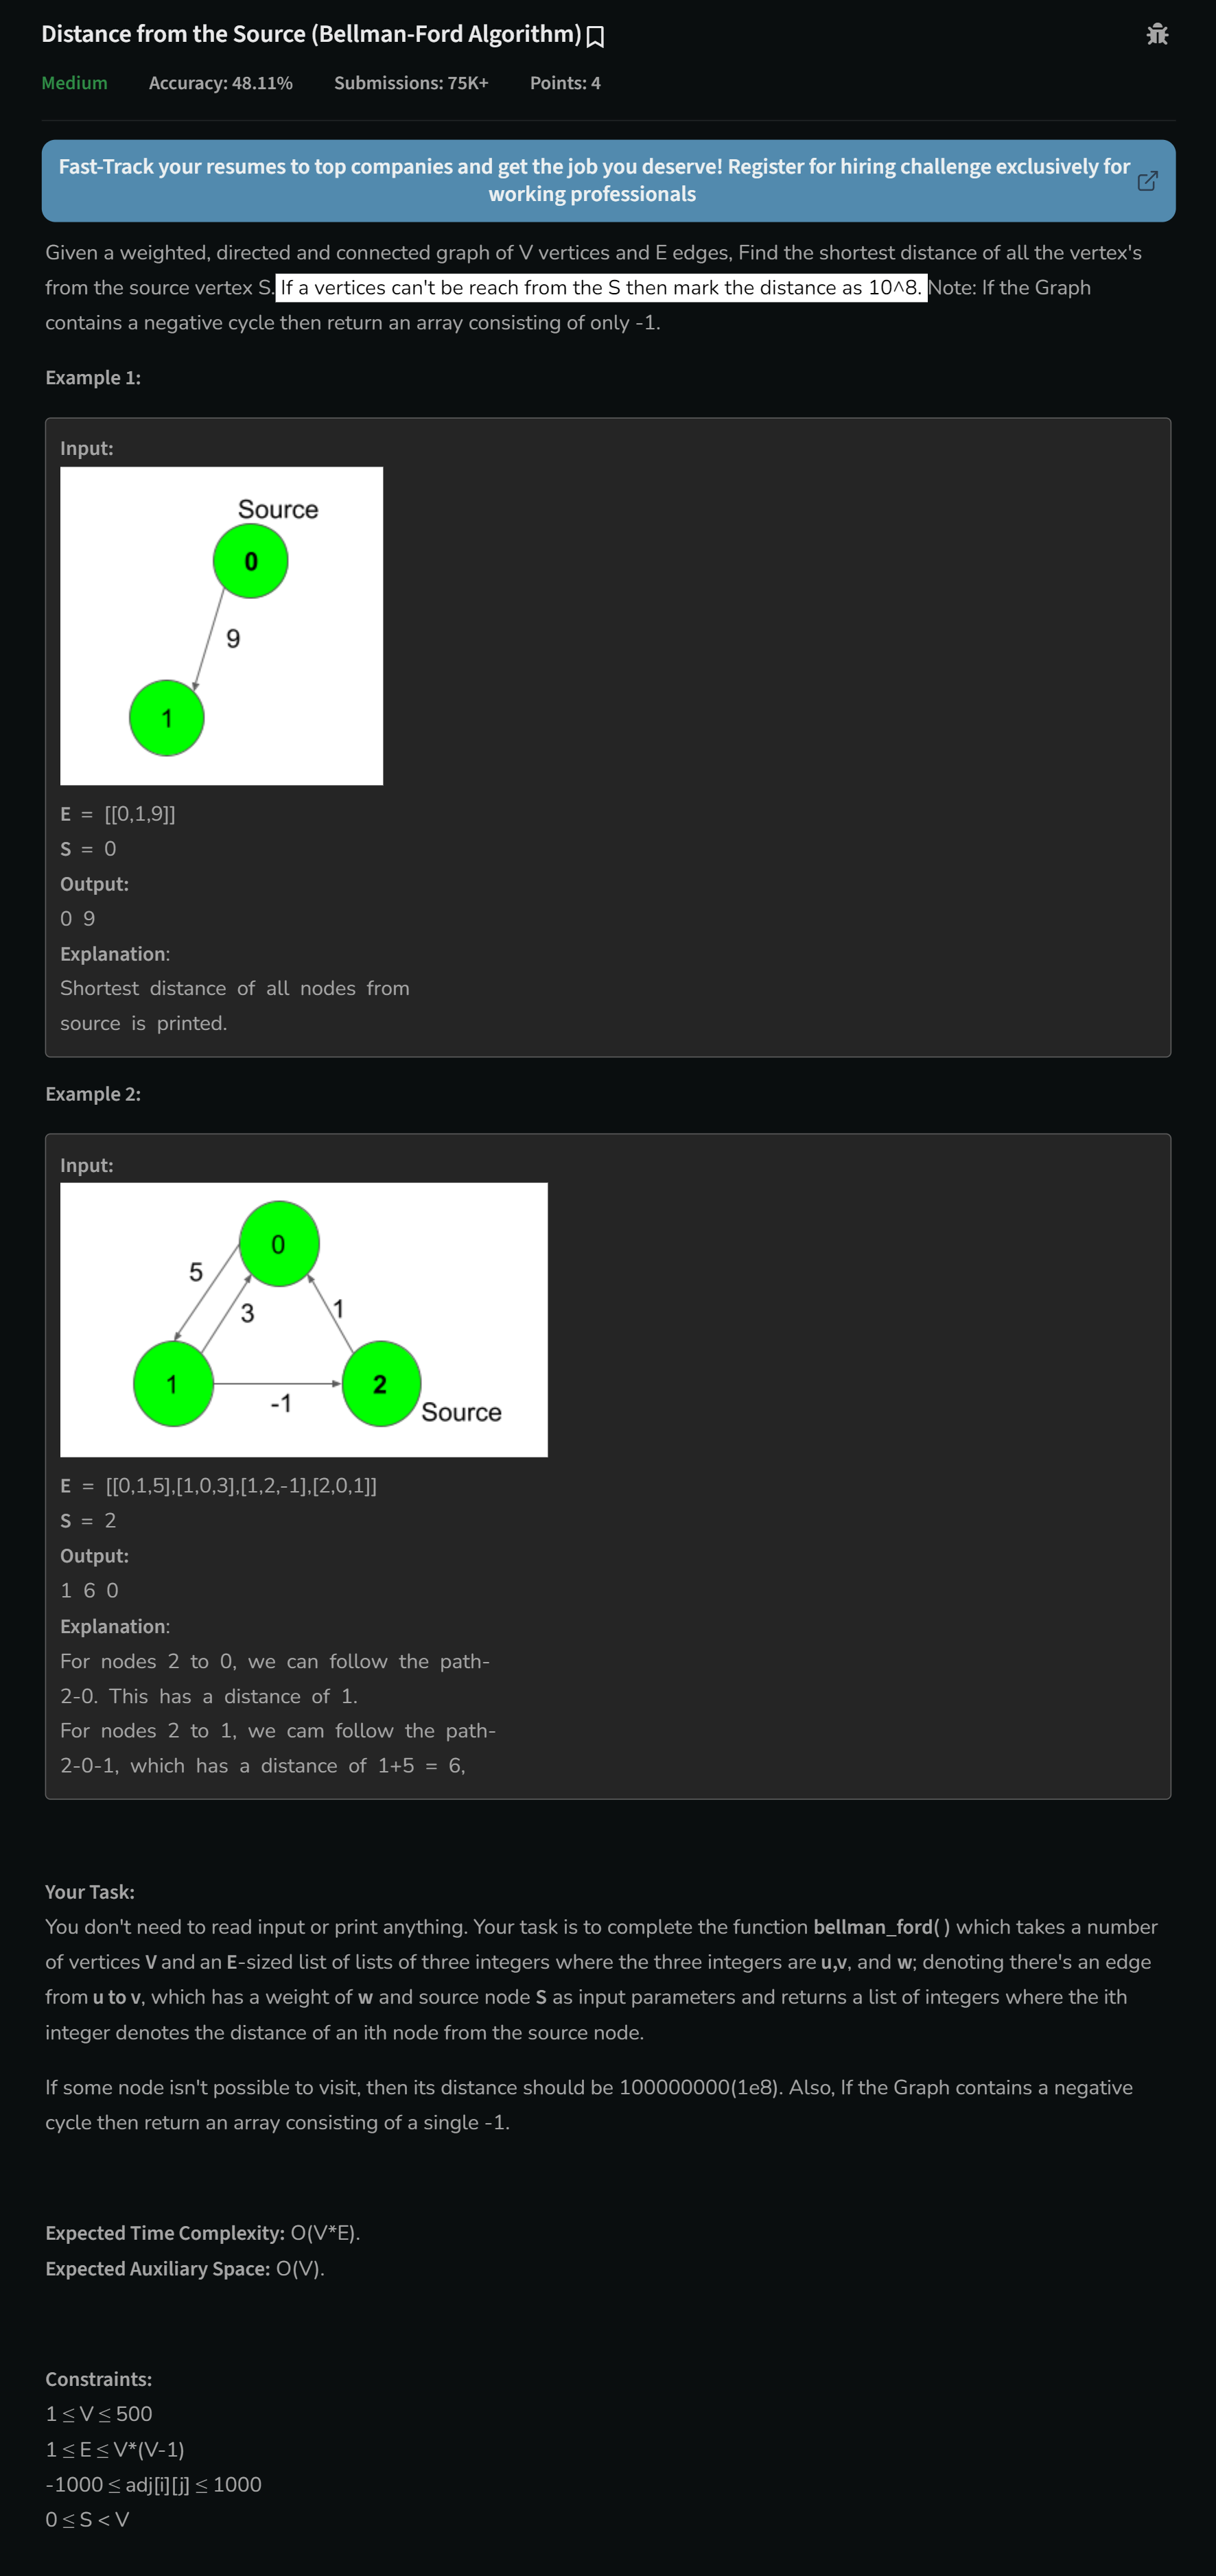 Distance from the Source (Bellman-Ford Algorithm)
Medium Accuracy: 48.11% Submissions: 75K+ Points: 4
Fast-Track your resumes to top companies and get the job you deserve! Register for hiring challenge exclusively for
working professionals
Given a weighted, directed and connected graph of V vertices and E edges, Find the shortest distance of all the vertex's
from the source vertex S. If a vertices can't be reach from the S then mark the distance as 10^8. Note: If the Graph
contains a negative cycle then return an array consisting of only -1.
Example 1:
Input:
Source
0
9
1
E = [[0,1,9]]
S = 0
Output:
0 9
Explanation:
Shortest distance of all nodes from
source is printed.
Example 2:
Input:
0
5
3
1
1
2
-1
Source
E = [[0,1,5],[1,0,3],[1,2,-1],[2,0,1]]
S = 2
Output:
1 6 0
Explanation:
For nodes 2 to 0, we can follow the path-
2-0. This has a distance of 1.
For nodes 2 to 1, we cam follow the path-
2-0-1, which has a distance of 1+5 = 6,
Your Task:
You don't need to read input or print anything. Your task is to complete the function bellman_ford( ) which takes a number
of vertices V and an E-sized list of lists of three integers where the three integers are u,v, and w; denoting there's an edge
from u to v, which has a weight of w and source node S as input parameters and returns a list of integers where the ith
integer denotes the distance of an ith node from the source node.
If some node isn't possible to visit, then its distance should be 100000000(1e8). Also, If the Graph contains a negative
cycle then return an array consisting of a single -1.
Expected Time Complexity: O(V*E).
Expected Auxiliary Space: O(V).
Constraints:
1 ≤ V ≤ 500
1 ≤ E ≤ V*(V-1)
-1000 ≤ adj[i][j] ≤ 1000
0 ≤ S < V